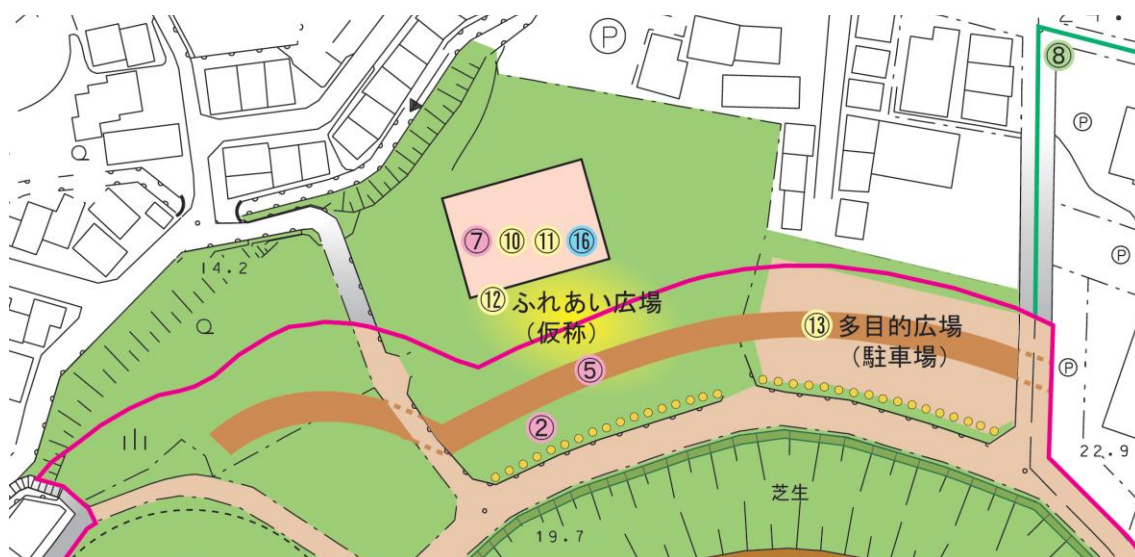 Ⓟ
⑧
Ⓟ
⑦ ⑩ ⑪ ⑯
14.2
Ⓟ
⑫ ふれあい広場
(仮称)
⑬ 多目的広場
(駐車場)
⑤
Ⓟ
②
22.9
芝生
19.7